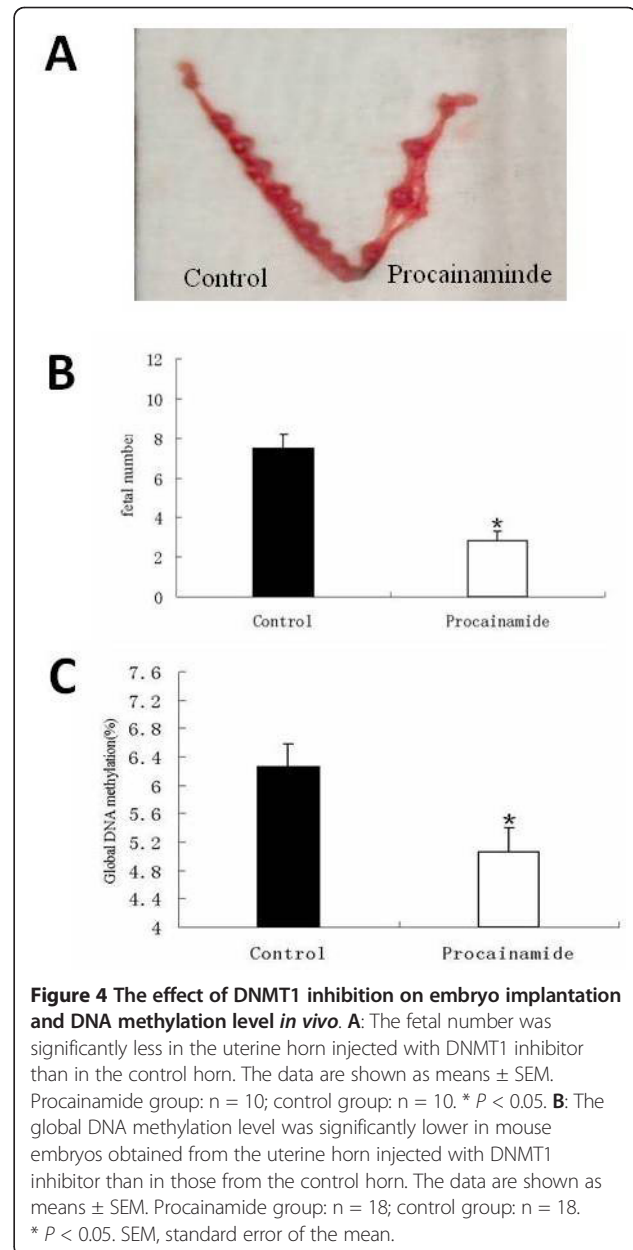 A
Control Procainaminde
B
12
10
8
6
4
2
0
fetal number
*
Control Procainamide
C
7.6
7.2
6.8
6.4
6
5.6
5.2
4.8
4.4
4
Global DNA methylation(%)
*
Control Procainamide
Figure 4 The effect of DNMT1 inhibition on embryo implantation
and DNA methylation level in vivo. A: The fetal number was
significantly less in the uterine horn injected with DNMT1 inhibitor
than in the control horn. The data are shown as means ± SEM.
Procainamide group: n = 10; control group: n = 10. * P < 0.05. B: The
global DNA methylation level was significantly lower in mouse
embryos obtained from the uterine horn injected with DNMT1
inhibitor than in those from the control horn. The data are shown as
means ± SEM. Procainamide group: n = 18; control group: n = 18.
* P < 0.05. SEM, standard error of the mean.